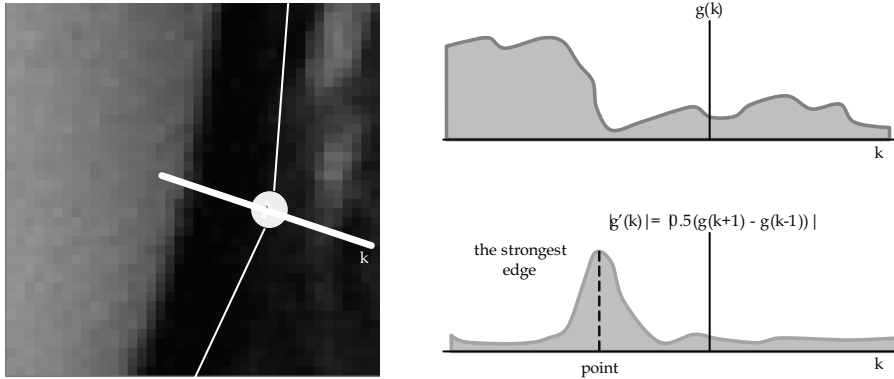 k
g(k)
k
|g'(k)| = |0.5(g(k+1) - g(k-1)) |
the strongest
edge
point
k